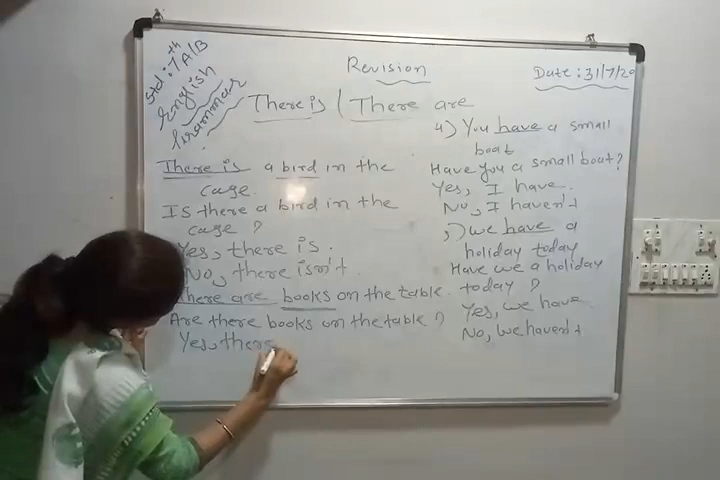 Std: 7th A/B
English
Grammar
Revision
Date: 31/7/20
There is / There are
There is a bird in the
cage.
Is there a bird in the
cage?
Yes, there is.
No, there isn't.
There are books on the table.
Are there books on the table?
Yes, there
4) You have a small
boat
Have you a small boat?
Yes, I have.
No, I haven't
) we have a
holiday today
Have we a holiday
today?
Yes, we have
No, we haven't